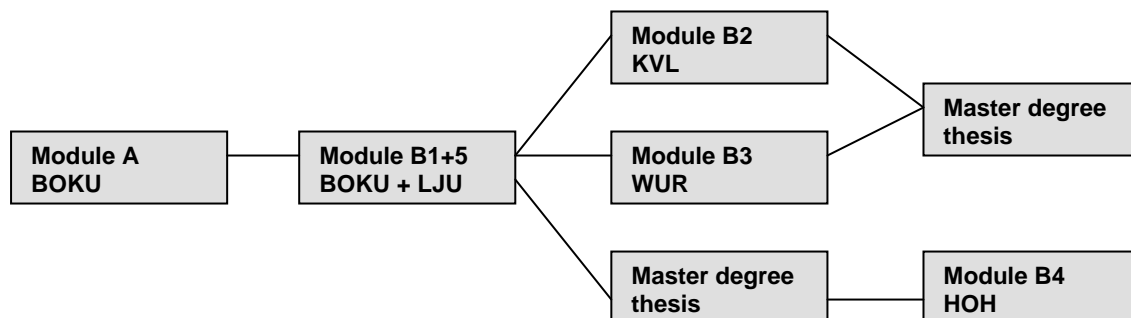 Module A
BOKU
Module B1+5
BOKU + LJU
Module B2
KVL
Module B3
WUR
Master degree
thesis
Master degree
thesis
Module B4
HOH